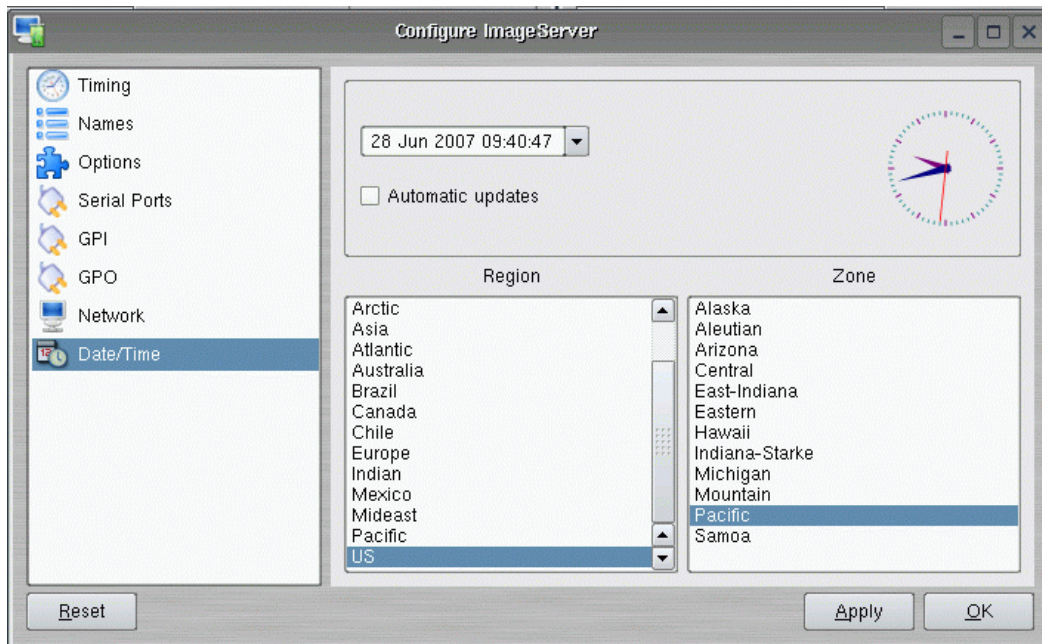 Configure ImageServer
Timing
Names
Options
Serial Ports
GPI
GPO
Network
Date/Time
28 Jun 2007 09:40:47
Automatic updates
Region
Arctic
Asia
Atlantic
Australia
Brazil
Canada
Chile
Europe
Indian
Mexico
Mideast
Pacific
US
Zone
Alaska
Aleutian
Arizona
Central
East-Indiana
Eastern
Hawaii
Indiana-Starke
Michigan
Mountain
Pacific
Samoa
Reset
Apply
OK